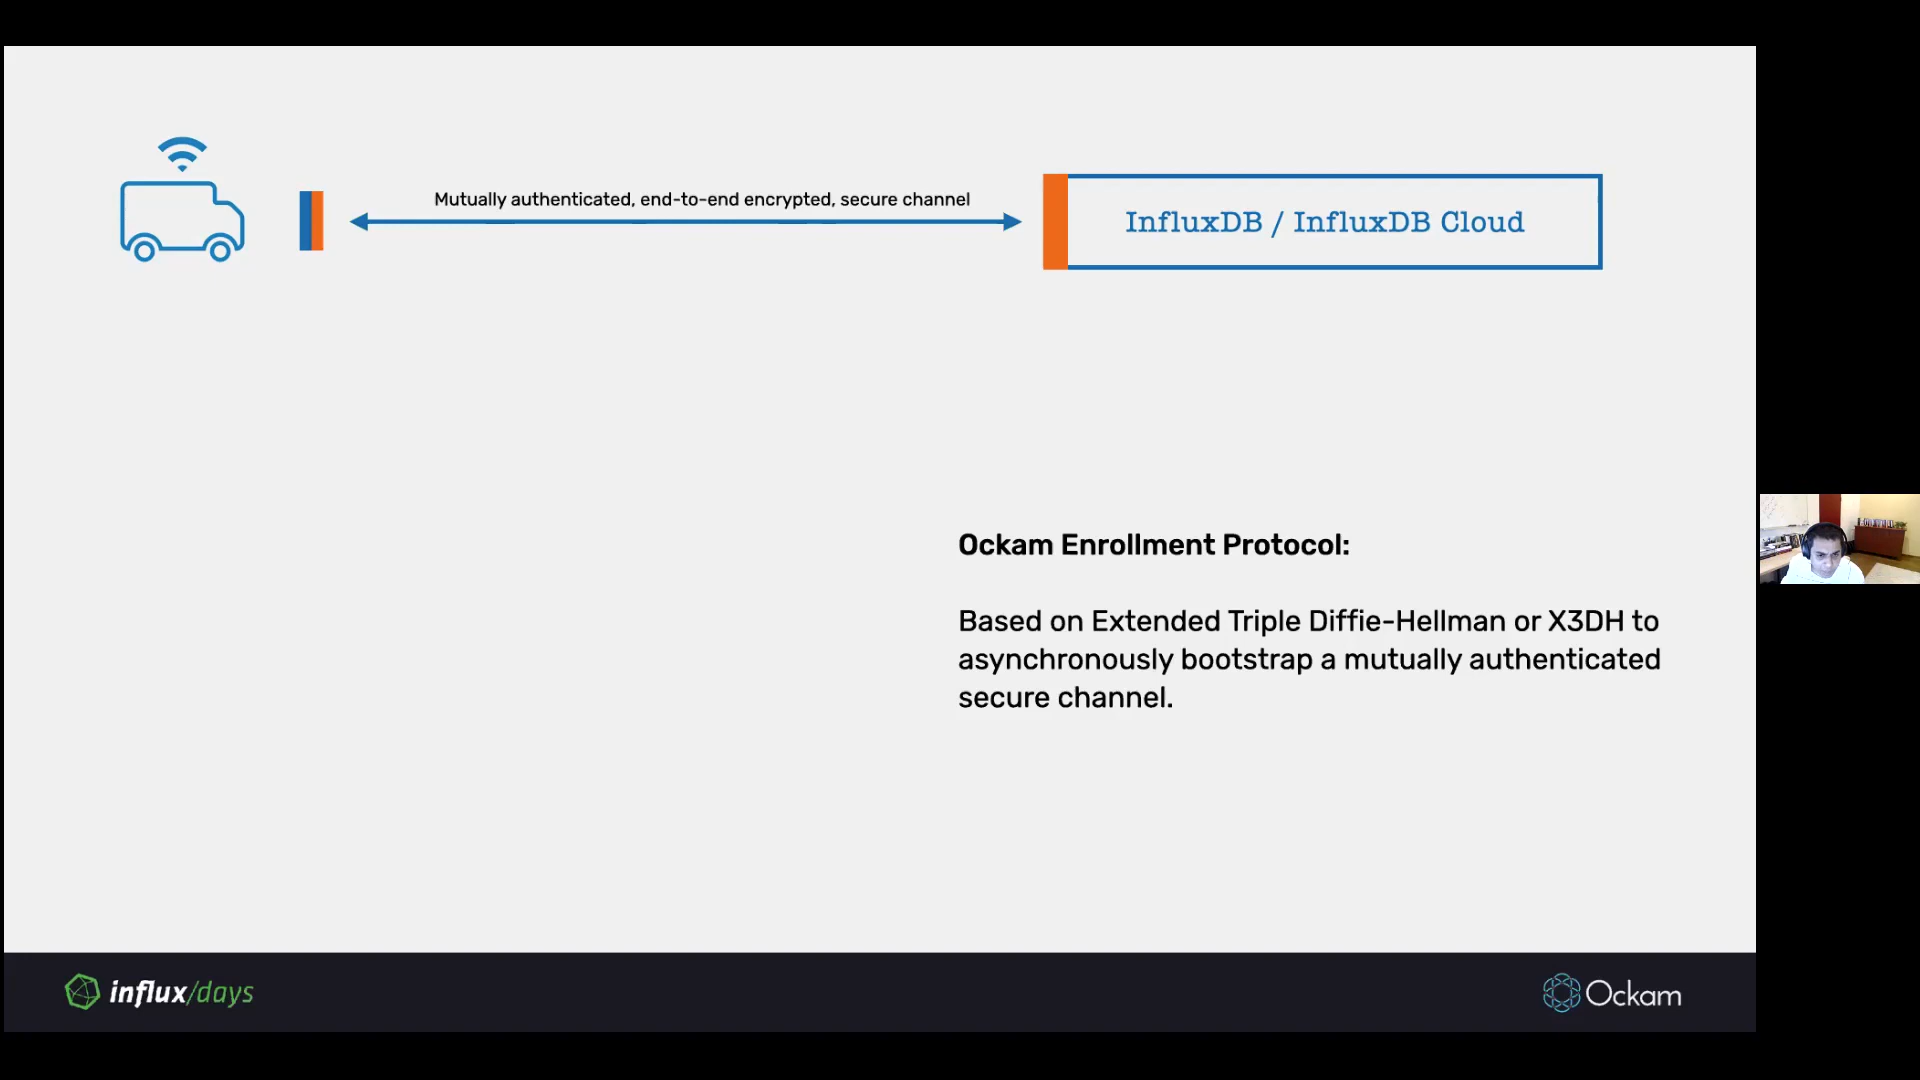 Mutually authenticated, end-to-end encrypted, secure channel
InfluxDB / InfluxDB Cloud
Ockam Enrollment Protocol:
Based on Extended Triple Diffie-Hellman or X3DH to
asynchronously bootstrap a mutually authenticated
secure channel.
influx/days
Ockam